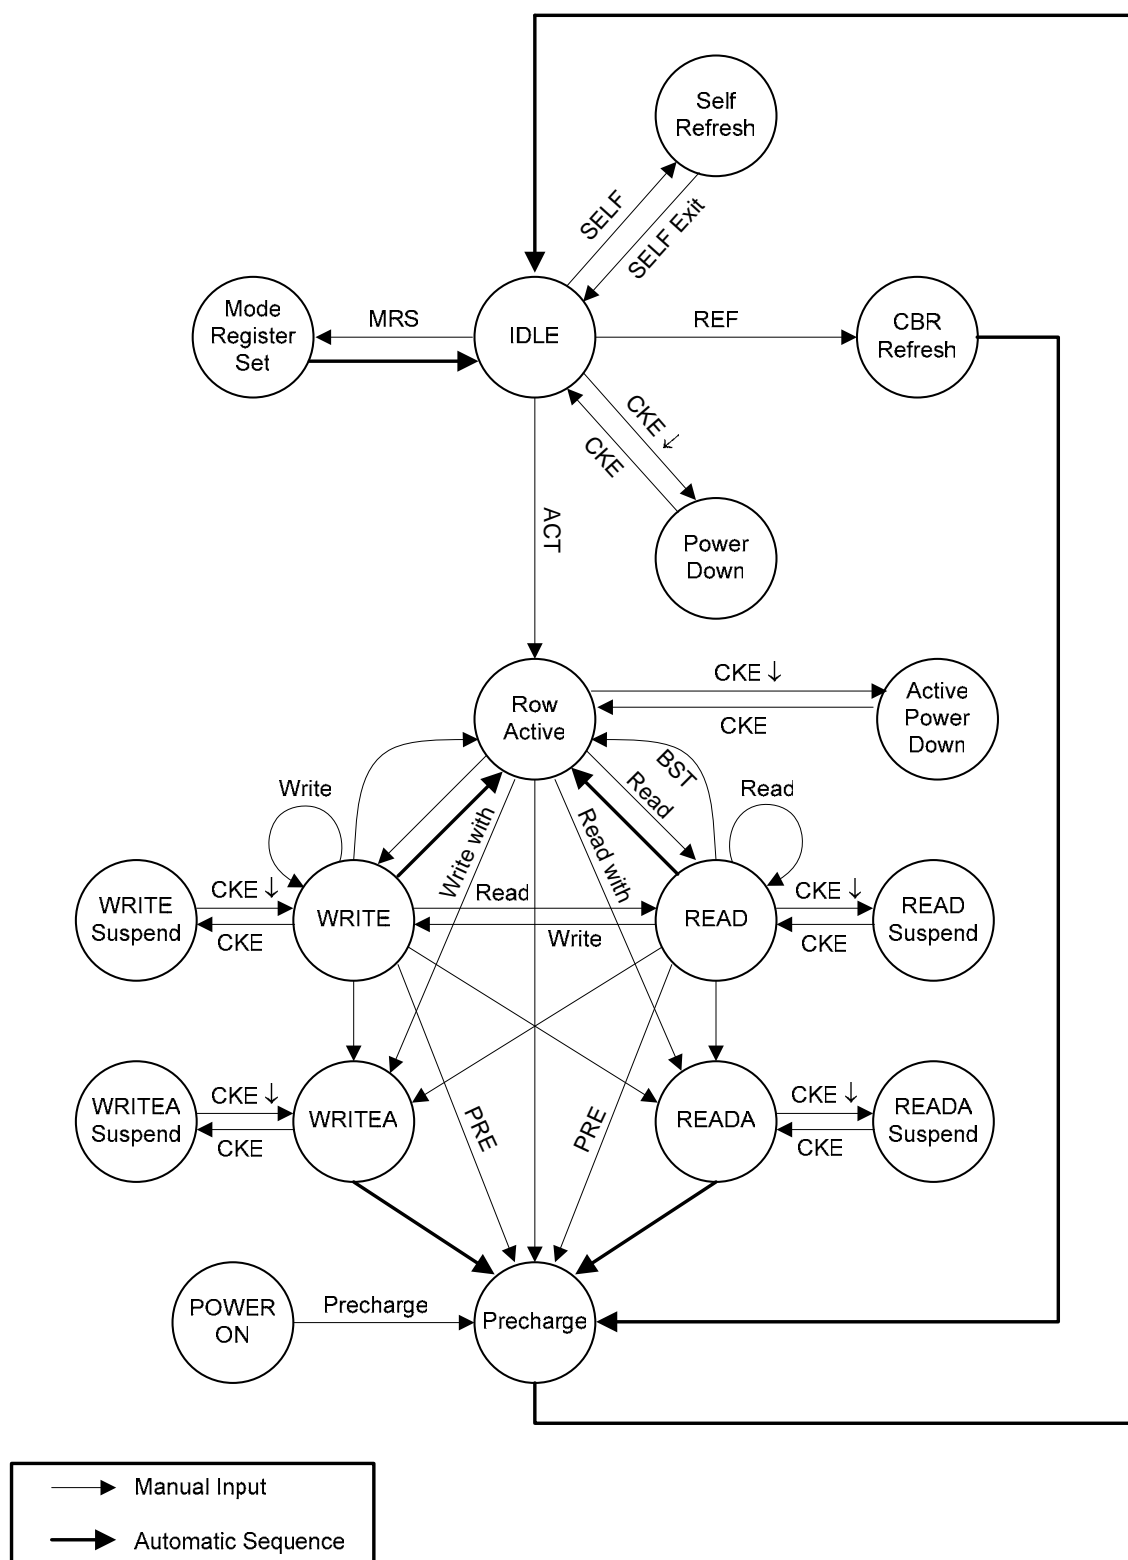 Self
Refresh
SELF
SELF Exit
Mode
Register
Set
MRS
IDLE
REF
CBR
Refresh
CKE ↓
CKE
ACT
Power
Down
Row
Active
CKE ↓
CKE
Active
Power
Down
BST
Read
Write
Read
Write with
Read with
WRITE
Suspend
CKE ↓
CKE
WRITE
Read
Write
READ
CKE ↓
CKE
READ
Suspend
WRITEA
Suspend
CKE ↓
CKE
WRITEA
PRE
PRE
READA
CKE ↓
CKE
READA
Suspend
POWER
ON
Precharge
Precharge
Manual Input
Automatic Sequence